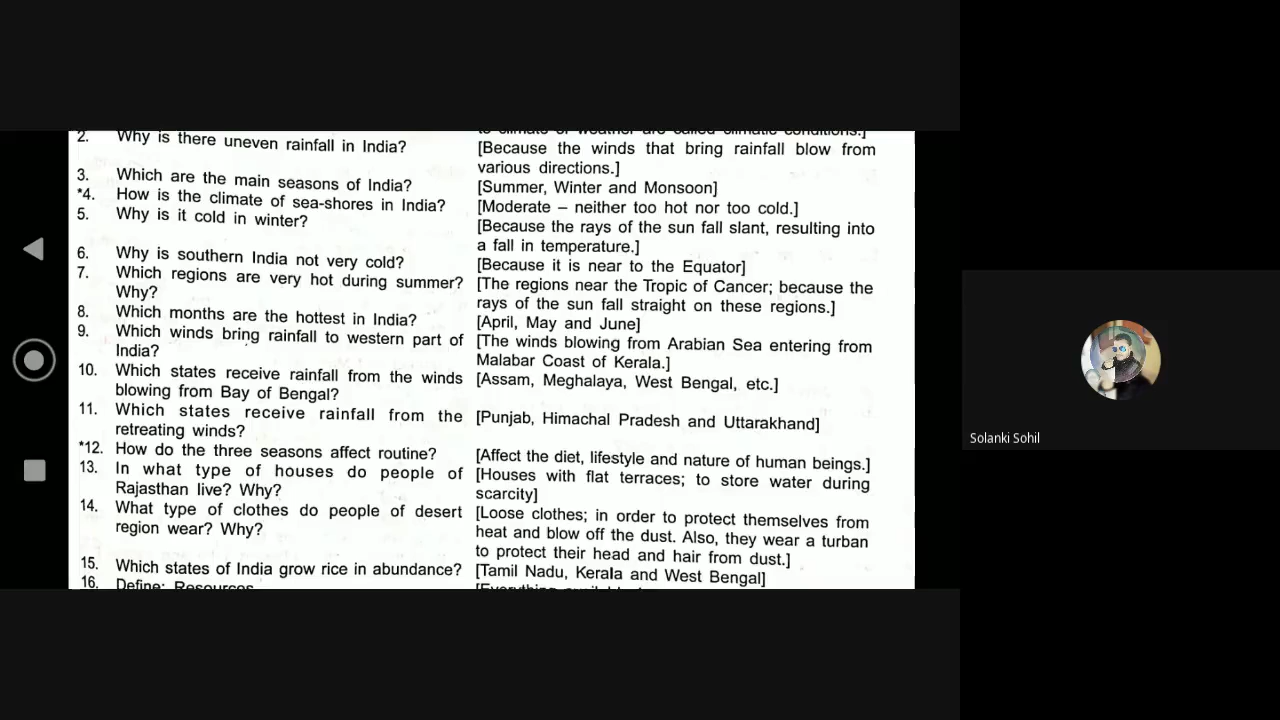 to climate or weather are called climatic conditions.]
2. Why is there uneven rainfall in India?
[Because the winds that bring rainfall blow from
various directions.]
3. Which are the main seasons of India?
[Summer, Winter and Monsoon]
*4. How is the climate of sea-shores in India?
[Moderate – neither too hot nor too cold.]
5. Why is it cold in winter?
[Because the rays of the sun fall slant, resulting into
a fall in temperature.]
6. Why is southern India not very cold?
[Because it is near to the Equator]
7. Which regions are very hot during summer?
Why?
[The regions near the Tropic of Cancer; because the
rays of the sun fall straight on these regions.]
8. Which months are the hottest in India?
[April, May and June]
9. Which winds bring rainfall to western part of
India?
[The winds blowing from Arabian Sea entering from
Malabar Coast of Kerala.]
10. Which states receive rainfall from the winds
blowing from Bay of Bengal?
[Assam, Meghalaya, West Bengal, etc.]
11. Which states receive rainfall from the
retreating winds?
[Punjab, Himachal Pradesh and Uttarakhand]
*12. How do the three seasons affect routine?
[Affect the diet, lifestyle and nature of human beings.]
13. In what type of houses do people of
Rajasthan live? Why?
[Houses with flat terraces; to store water during
scarcity]
14. What type of clothes do people of desert
region wear? Why?
[Loose clothes; in order to protect themselves from
heat and blow off the dust. Also, they wear a turban
to protect their head and hair from dust.]
15. Which states of India grow rice in abundance?
[Tamil Nadu, Kerala and West Bengal]
16. Define: Resources
[Everything
Solanki Sohil